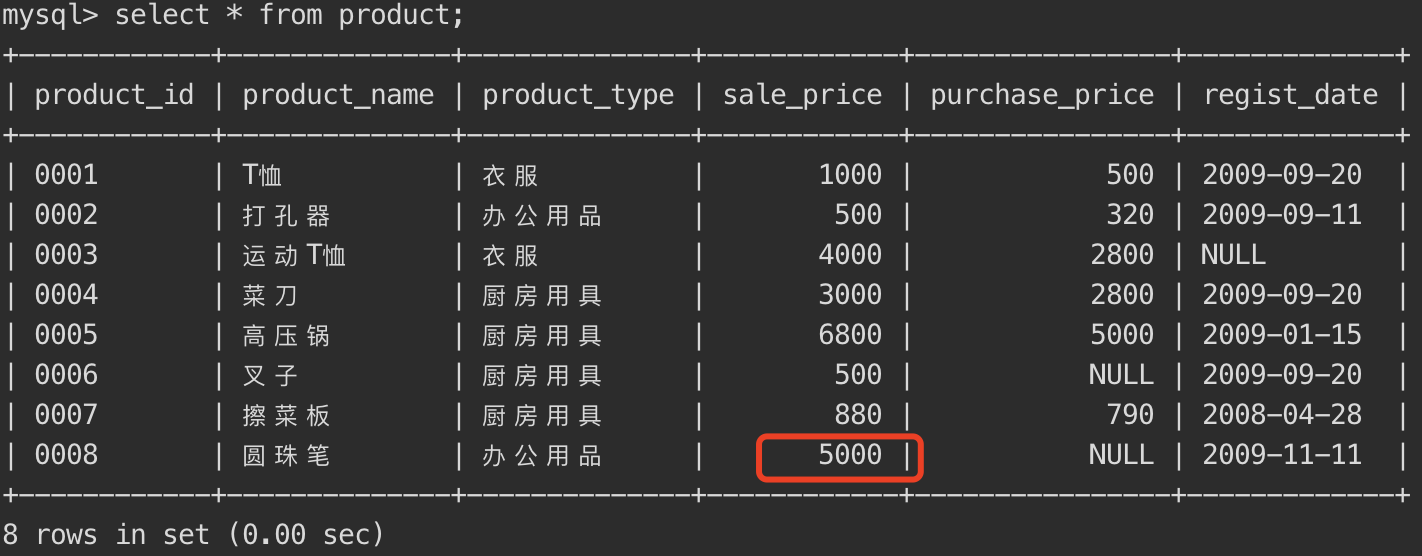 mysql> select * from product;
+------------+--------------+--------------+------------+----------------+-------------+
| product_id | product_name | product_type | sale_price | purchase_price | regist_date |
+------------+--------------+--------------+------------+----------------+-------------+
| 0001 | T恤 | 衣服 | 1000 | 500 | 2009-09-20 |
| 0002 | 打孔器 | 办公用品 | 500 | 320 | 2009-09-11 |
| 0003 | 运动T恤 | 衣服 | 4000 | 2800 | NULL |
| 0004 | 菜刀 | 厨房用具 | 3000 | 2800 | 2009-09-20 |
| 0005 | 高压锅 | 厨房用具 | 6800 | 5000 | 2009-01-15 |
| 0006 | 叉子 | 厨房用具 | 500 | NULL | 2009-09-20 |
| 0007 | 擦菜板 | 厨房用具 | 880 | 790 | 2008-04-28 |
| 0008 | 圆珠笔 | 办公用品 | 5000 | NULL | 2009-11-11 |
+------------+--------------+--------------+------------+----------------+-------------+
8 rows in set (0.00 sec)